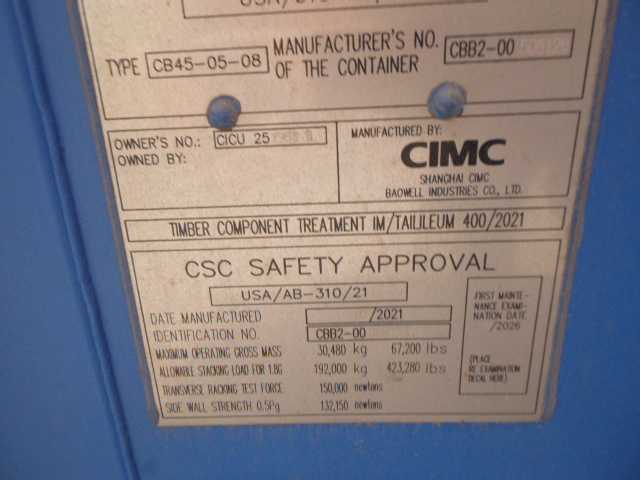 TYPE CB45-05-08 MANUFACTURER'S NO. OF THE CONTAINER CBB2-00
OWNER'S NO.: CICU 25
OWNED BY:
MANUFACTURED BY:
CIMC
SHANGHAI CIMC
BAOWELL INDUSTRIES CO., LTD.
TIMBER COMPONENT TREATMENT IM/TAILILEUM 400/2021
CSC SAFETY APPROVAL
USA/AB-310/21
DATE MANUFACTURED /2021
IDENTIFICATION NO. CBB2-00
MAXIMUM OPERATING GROSS MASS 30,480 kg 67,200 lbs
ALLOWABLE STACKING LOAD FOR 1.8G 192,000 kg 423,280 lbs
TRANSVERSE RACKING TEST FORCE 150,000 newtons
SIDE WALL STRENGTH 0.5Pg 132,150 newtons
FIRST MAINTE-
NANCE EXAMI-
NATION DATE
/2026
(PLACE
RE EXAMINATION
DECAL HERE)